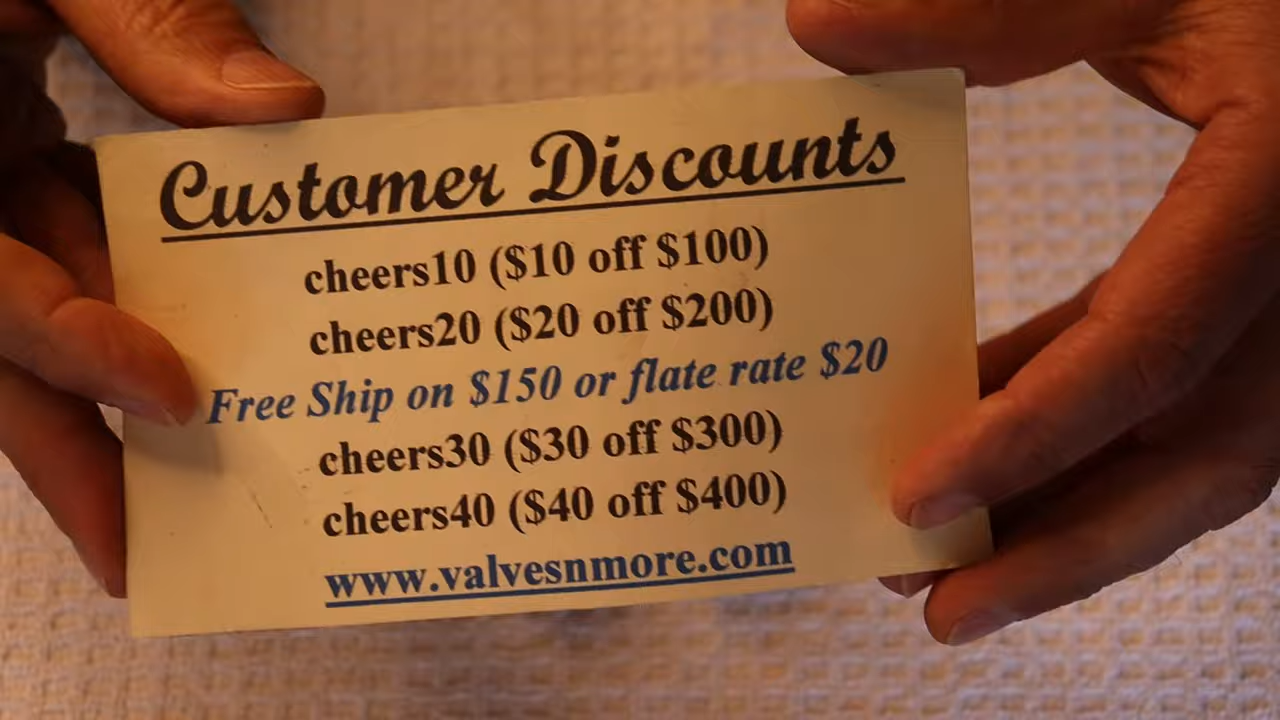 Customer Discounts
cheers10 ($10 off $100)
cheers20 ($20 off $200)
Free Ship on $150 or flate rate $20
cheers30 ($30 off $300)
cheers40 ($40 off $400)
www.valvesnmore.com